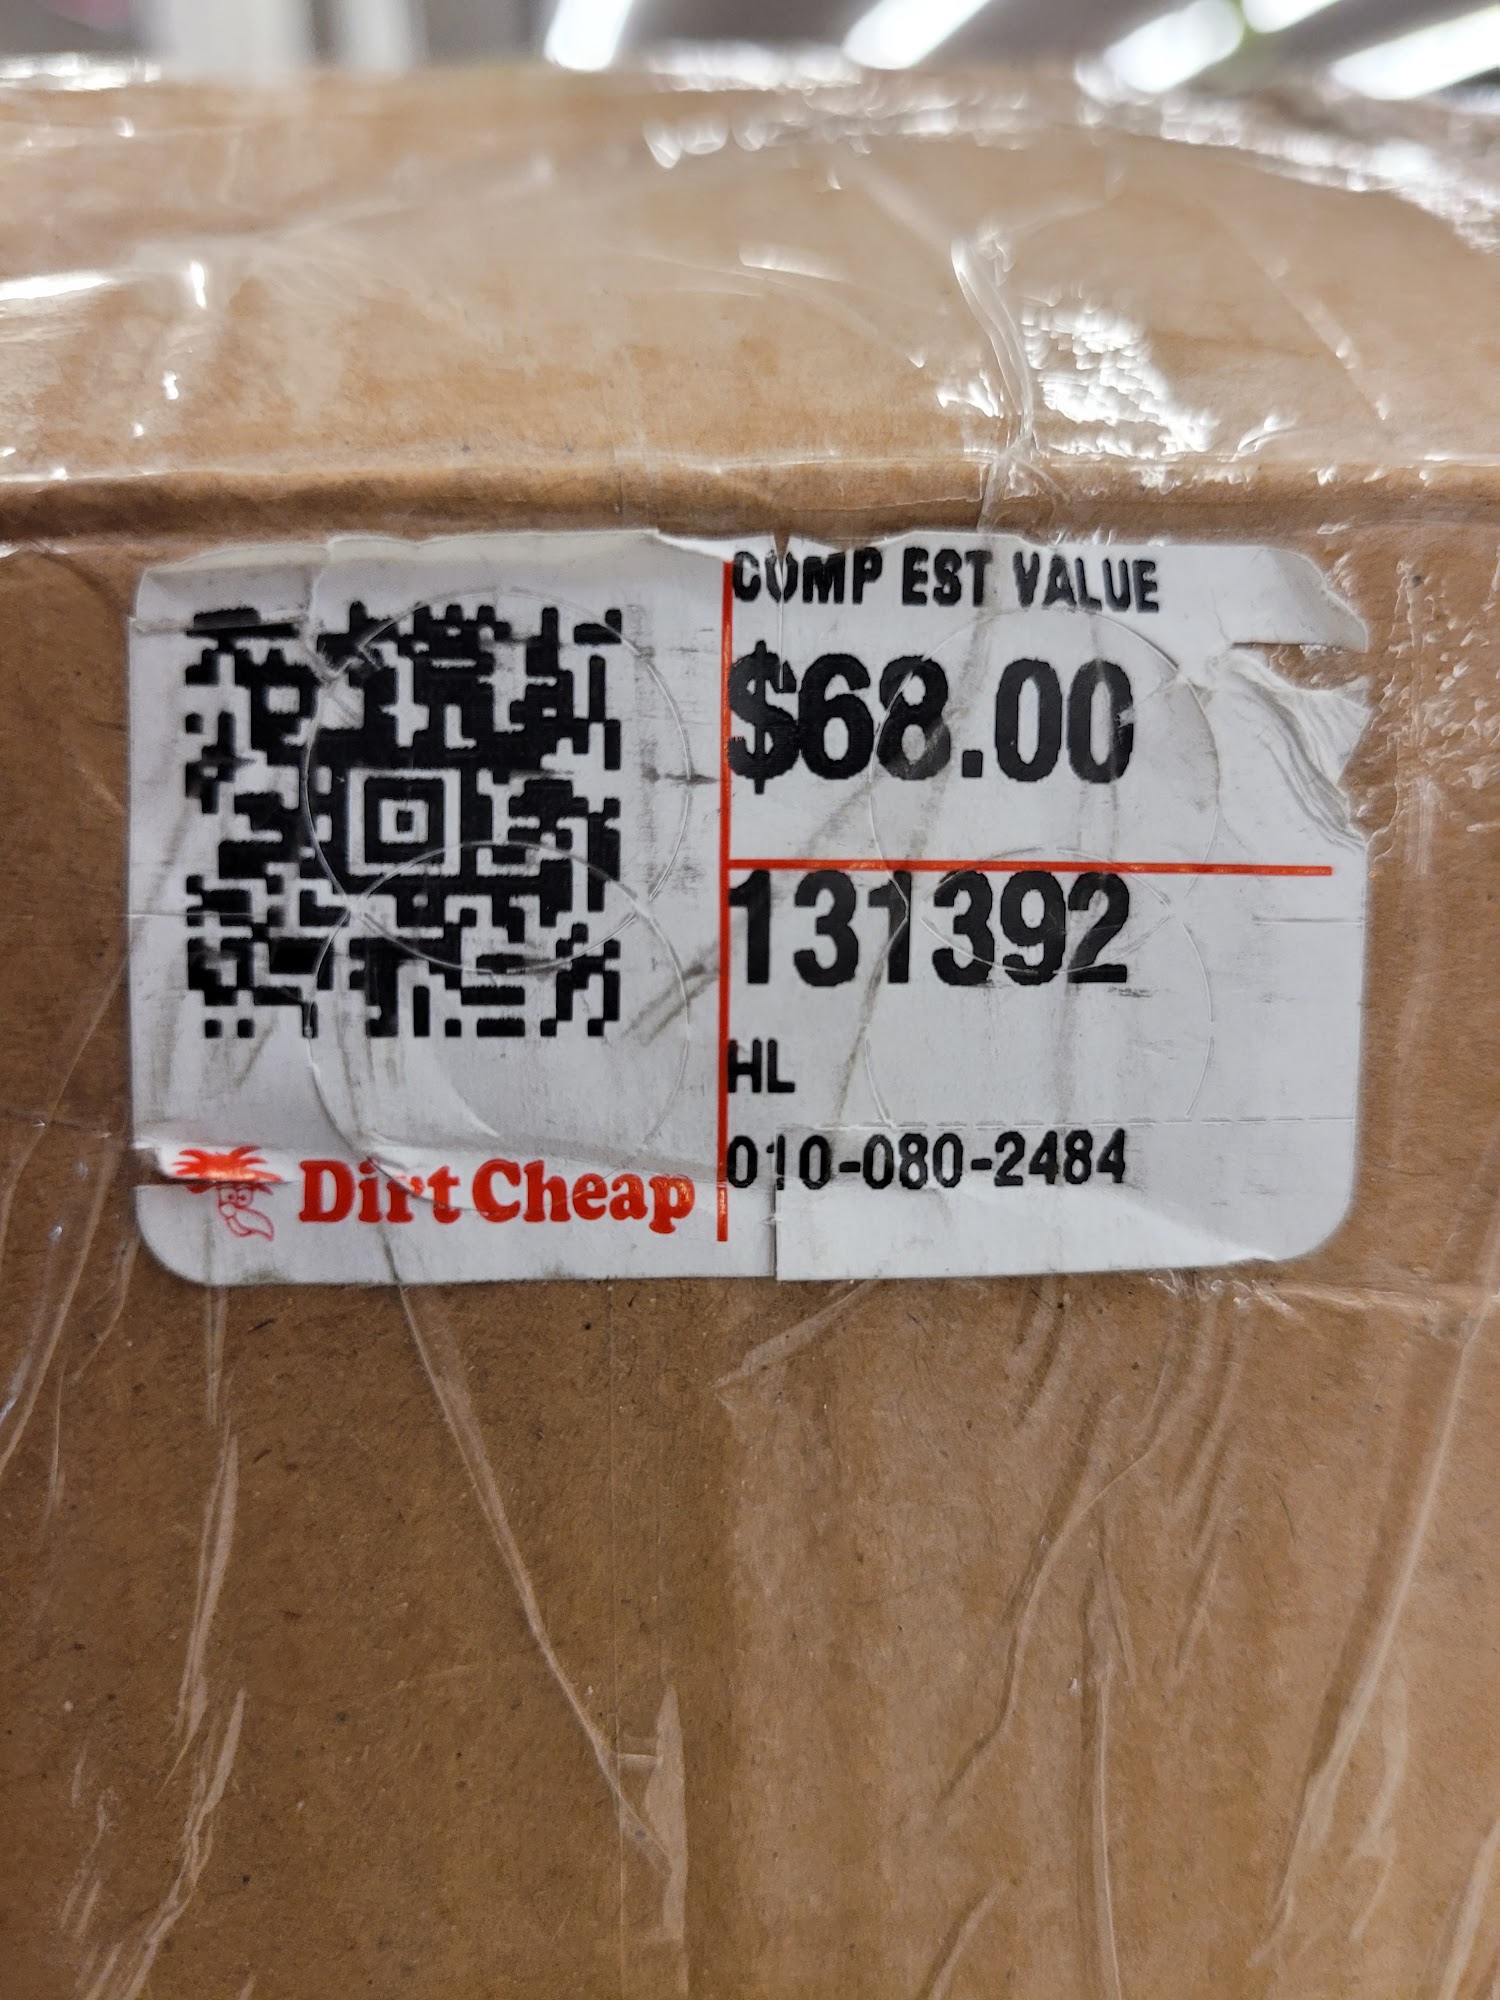 COMP EST VALUE
$68.00
131392
HL
010-080-2484
Dirt Cheap